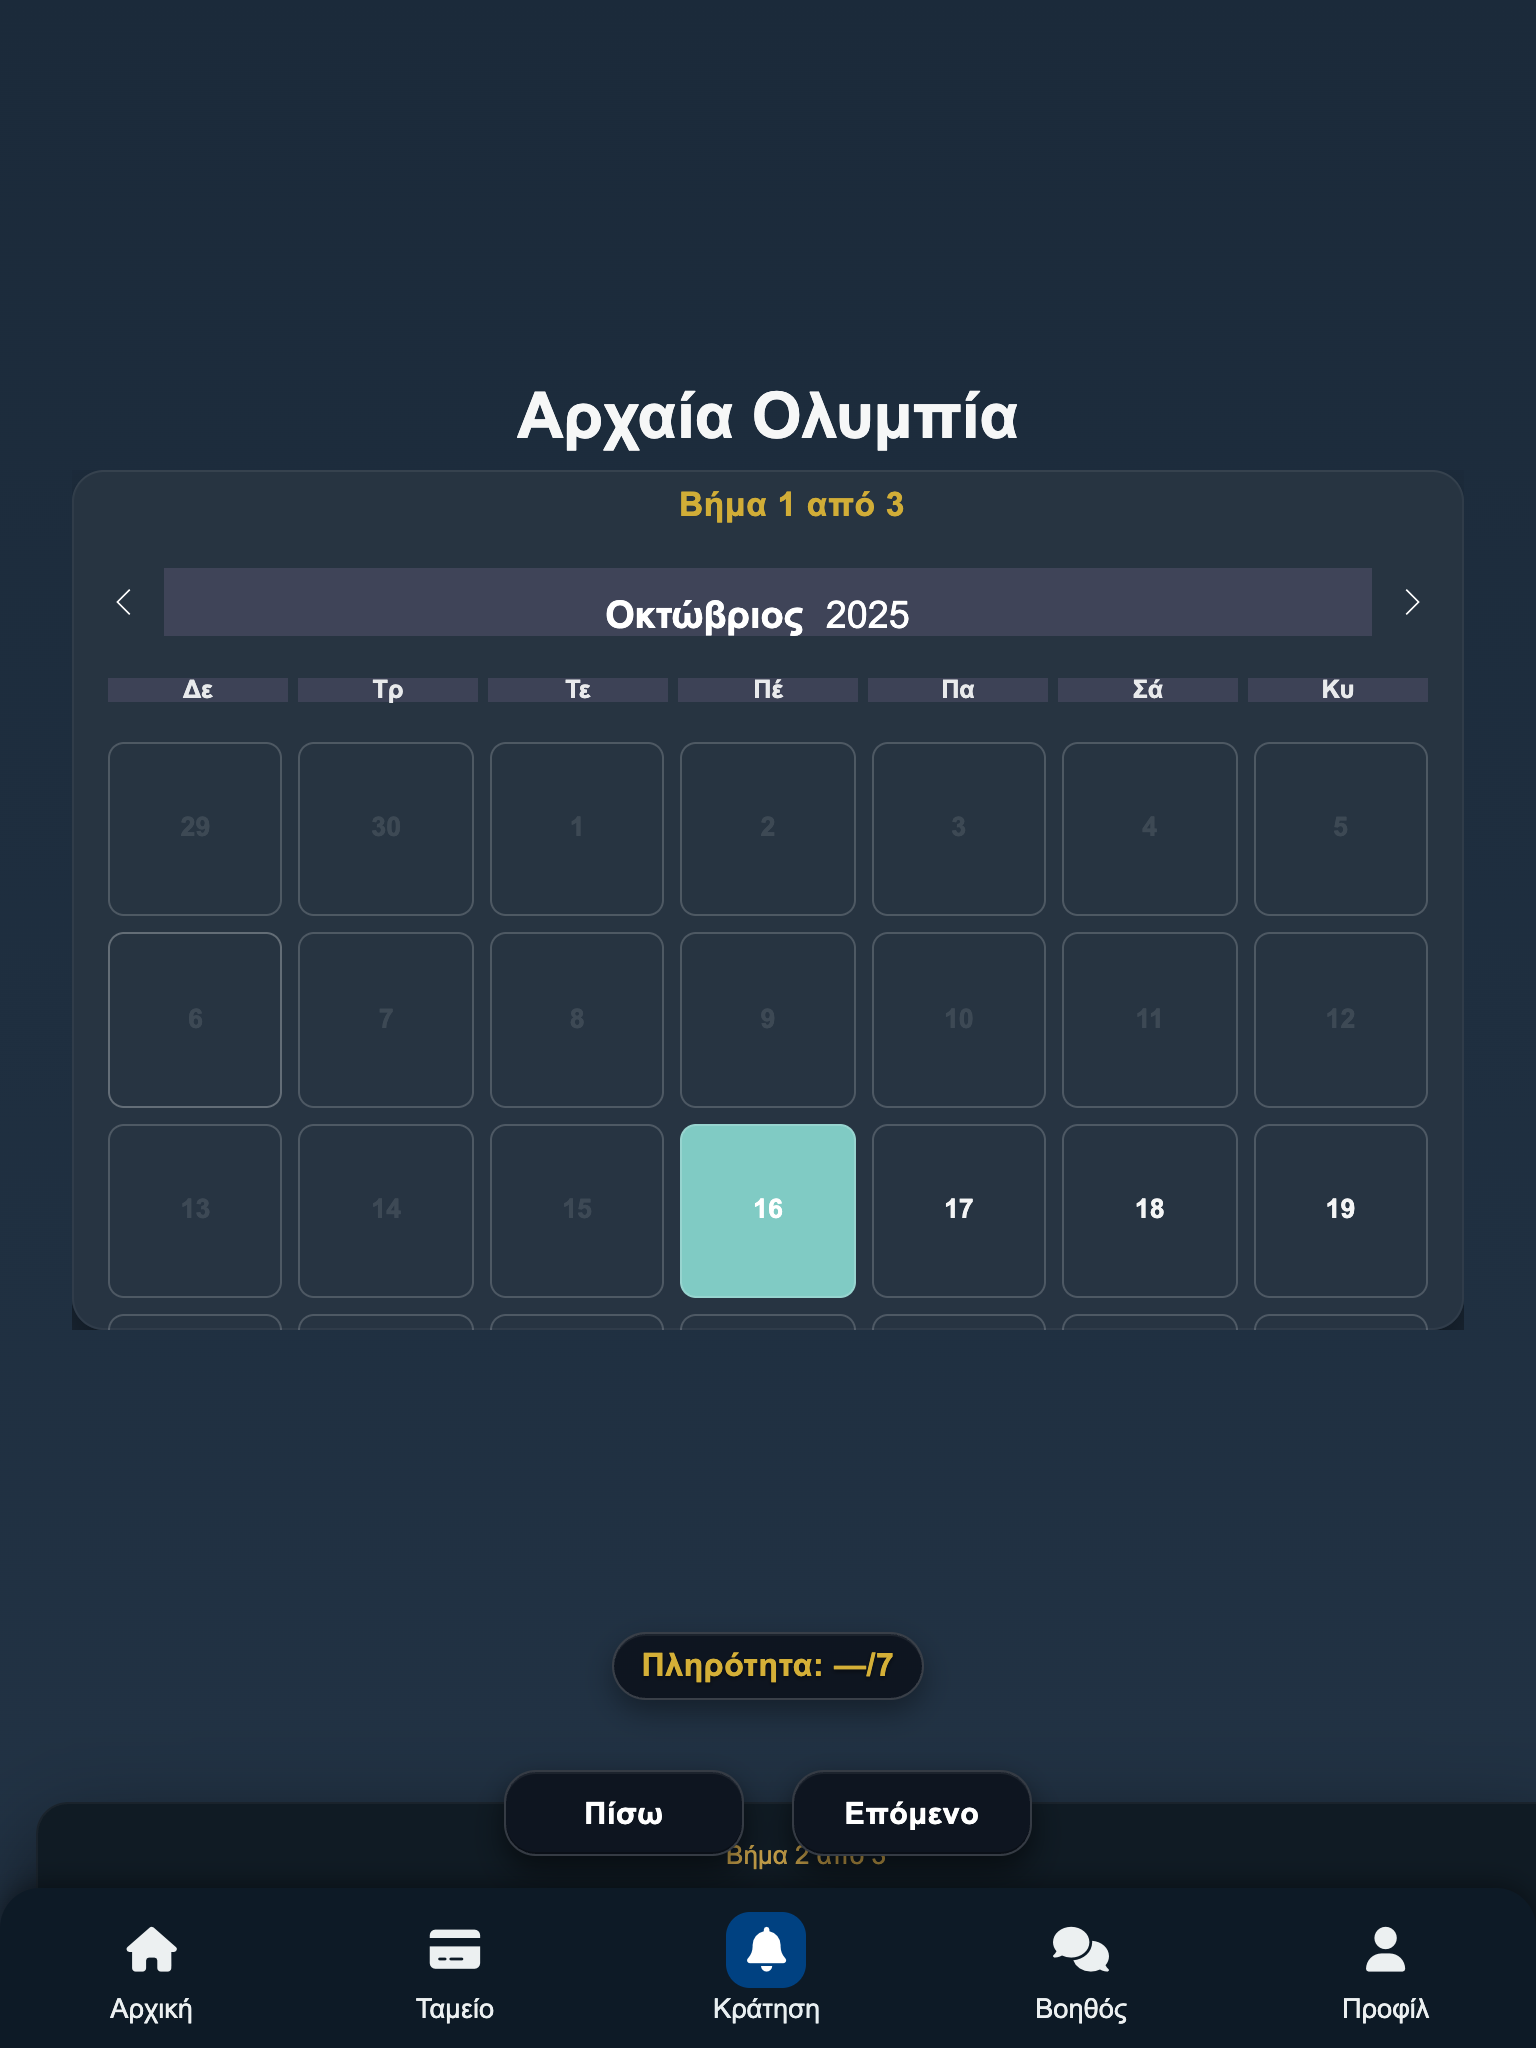 Αρχαία Ολυμπία
Βήμα 1 από 3
Οκτώβριος 2025
Δε Τρ Τε Πέ Πα Σά Κυ
29 30 1 2 3 4 5
6 7 8 9 10 11 12
13 14 15 16 17 18 19
Πληρότητα: —/7
Πίσω Επόμενο
Βήμα 2 από 3
Αρχική Ταμείο Κράτηση Βοηθός Προφίλ